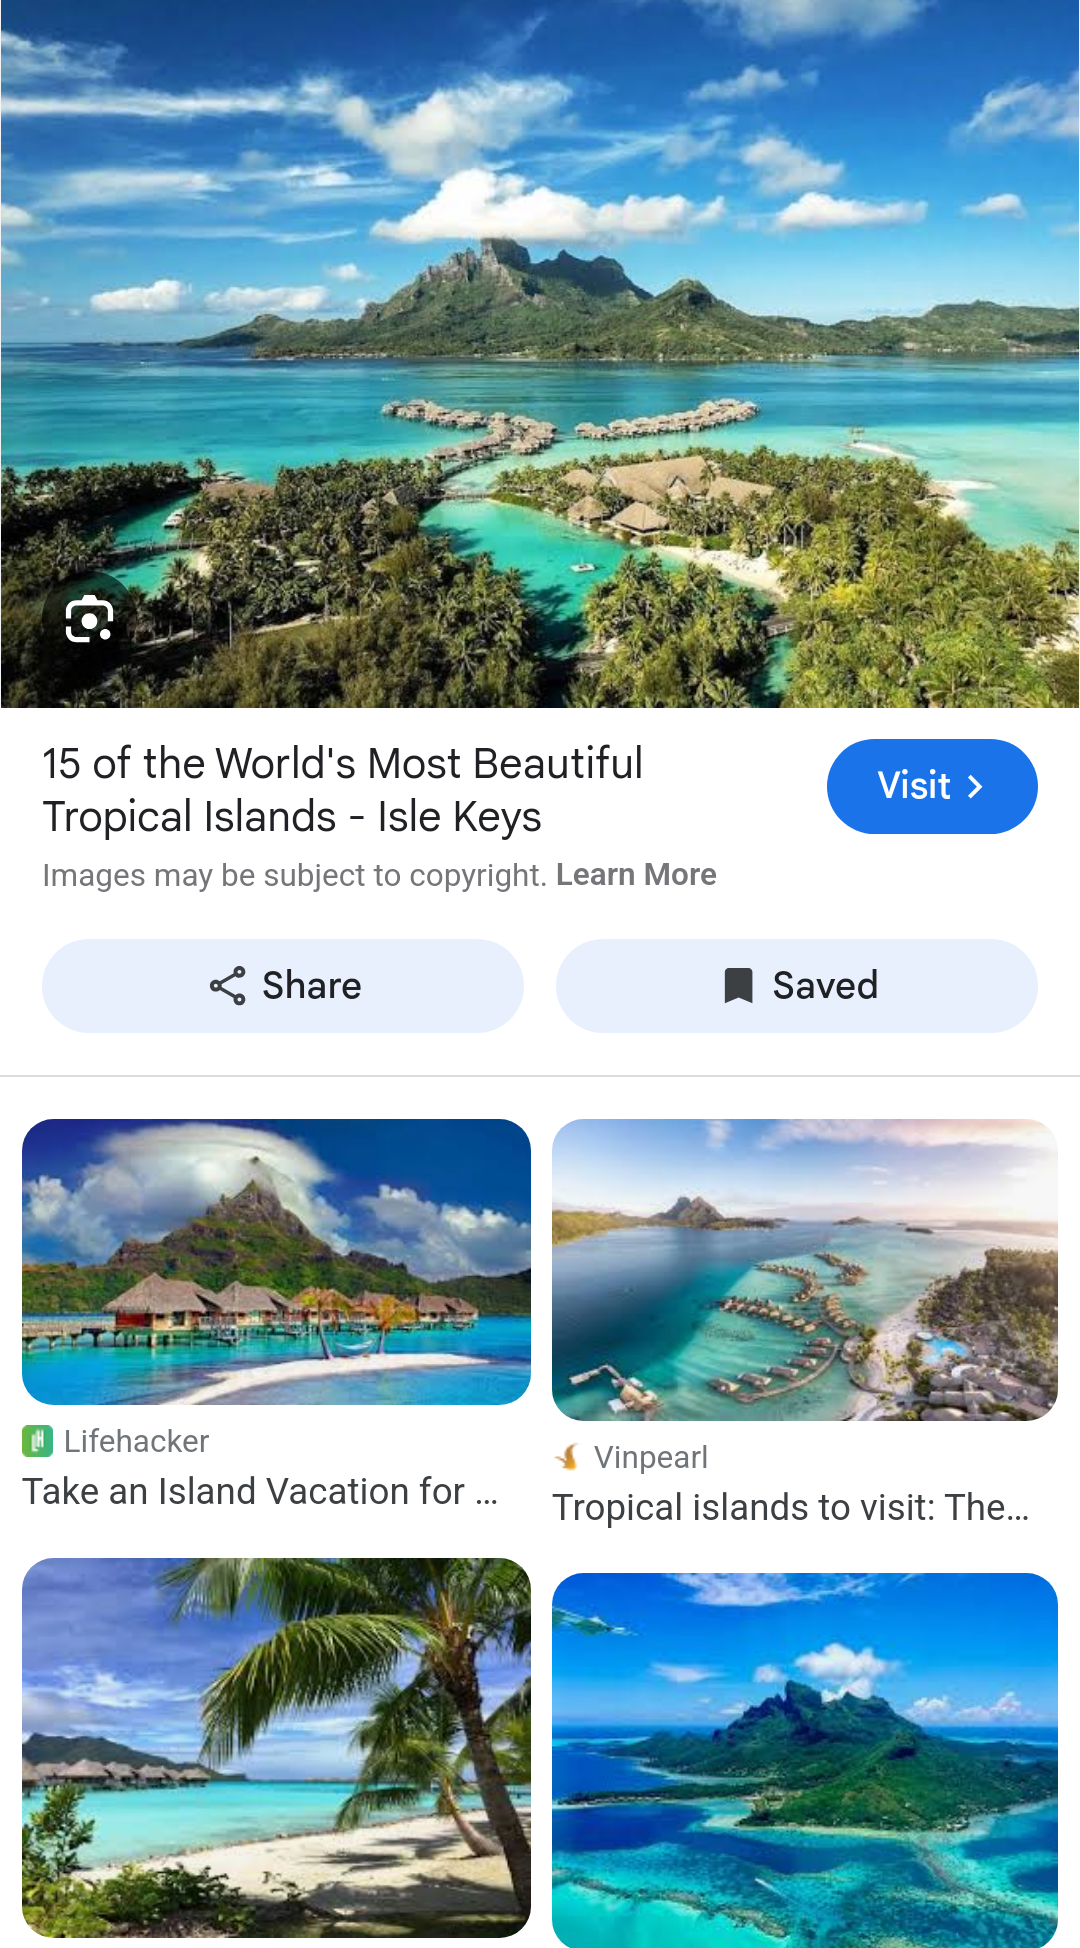 15 of the World's Most Beautiful
Tropical Islands - Isle Keys
Visit
Images may be subject to copyright. Learn More
Share
Saved
Lifehacker
Take an Island Vacation for ...
Vinpearl
Tropical islands to visit: The...